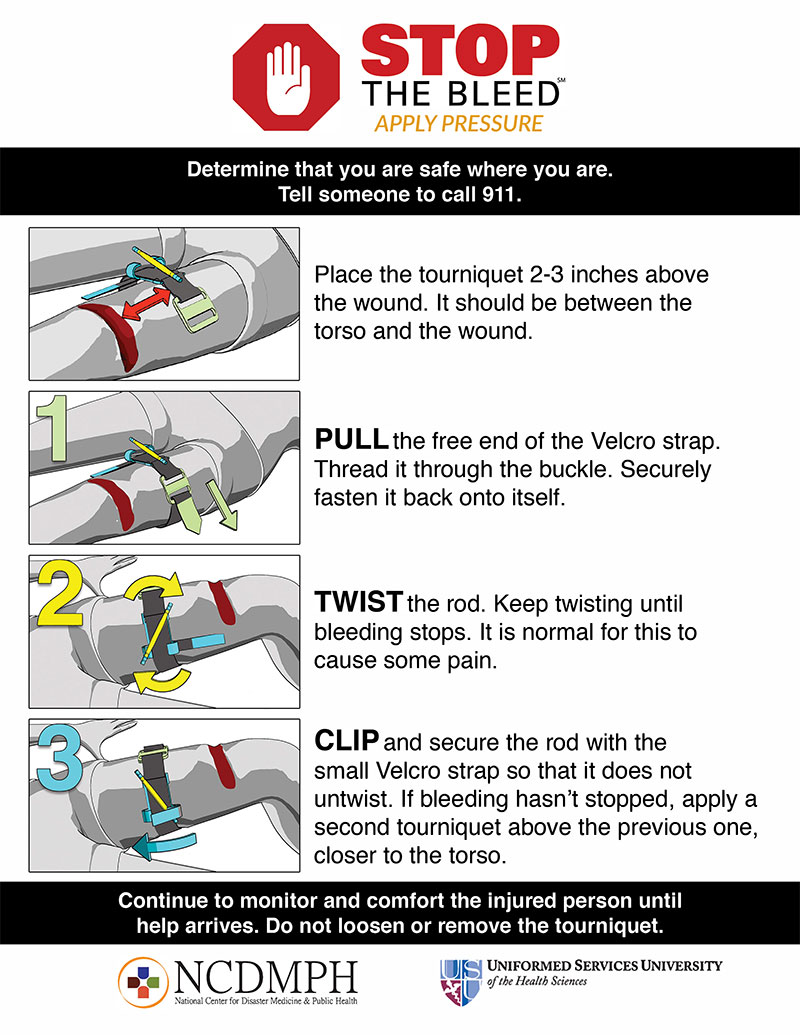 STOP
THE BLEED℠
APPLY PRESSURE
Determine that you are safe where you are.
Tell someone to call 911.
Place the tourniquet 2-3 inches above
the wound. It should be between the
torso and the wound.
1
PULL the free end of the Velcro strap.
Thread it through the buckle. Securely
fasten it back onto itself.
2
TWIST the rod. Keep twisting until
bleeding stops. It is normal for this to
cause some pain.
3
CLIP and secure the rod with the
small Velcro strap so that it does not
untwist. If bleeding hasn’t stopped, apply a
second tourniquet above the previous one,
closer to the torso.
Continue to monitor and comfort the injured person until
help arrives. Do not loosen or remove the tourniquet.
NCDMPH
National Center for Disaster Medicine & Public Health
USU
UNIFORMED SERVICES UNIVERSITY
of the Health Sciences